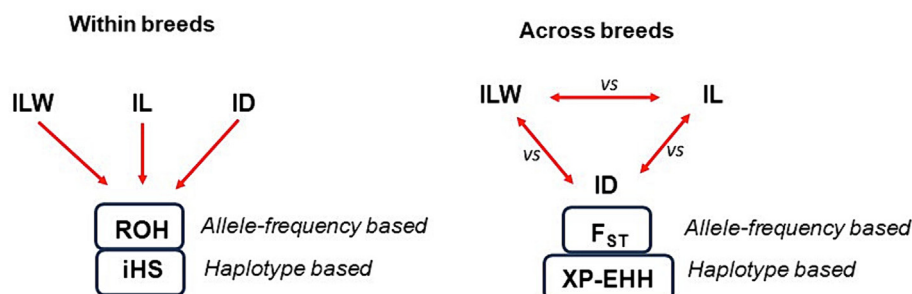 Within breeds
ILW IL ID
ROH Allele-frequency based
iHS Haplotype based
Across breeds
ILW vs IL
vs vs
ID
FST Allele-frequency based
XP-EHH Haplotype based